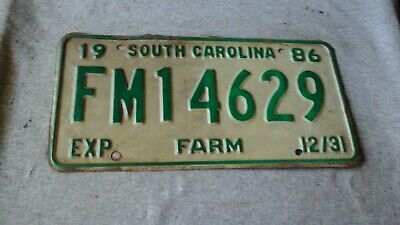 19 SOUTH CAROLINA 86
FM14629
EXP FARM 12/31